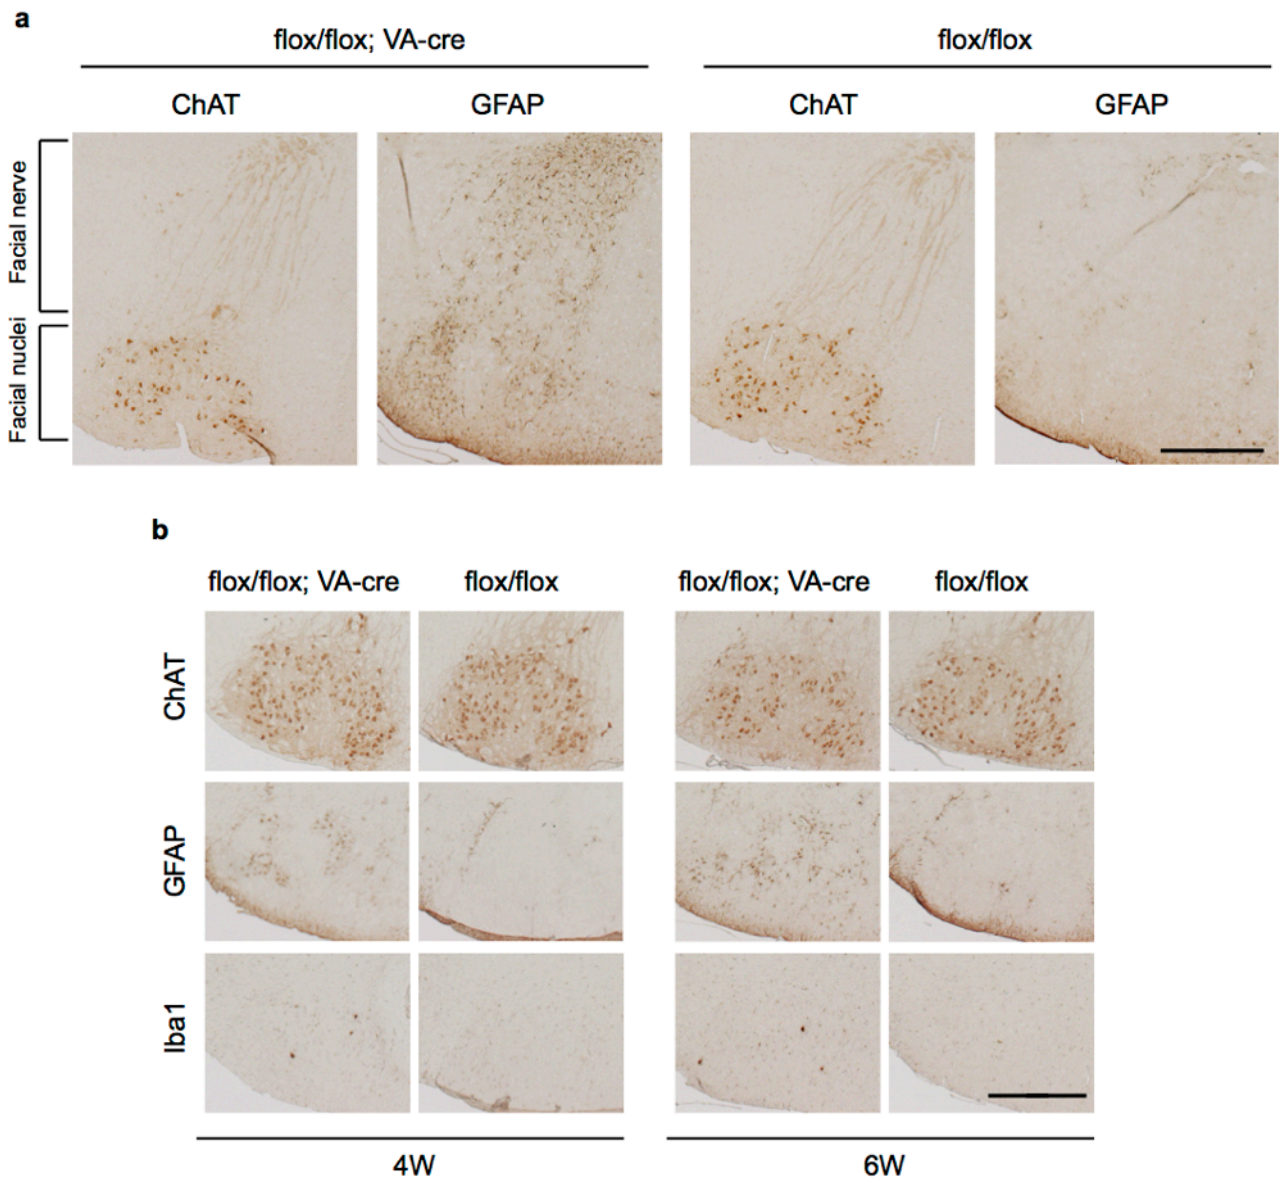 a
flox/flox; VA-cre
flox/flox
ChAT
GFAP
ChAT
GFAP
Facial nerve
Facial nuclei
b
flox/flox; VA-cre
flox/flox
flox/flox; VA-cre
flox/flox
ChAT
GFAP
Iba1
4W
6W